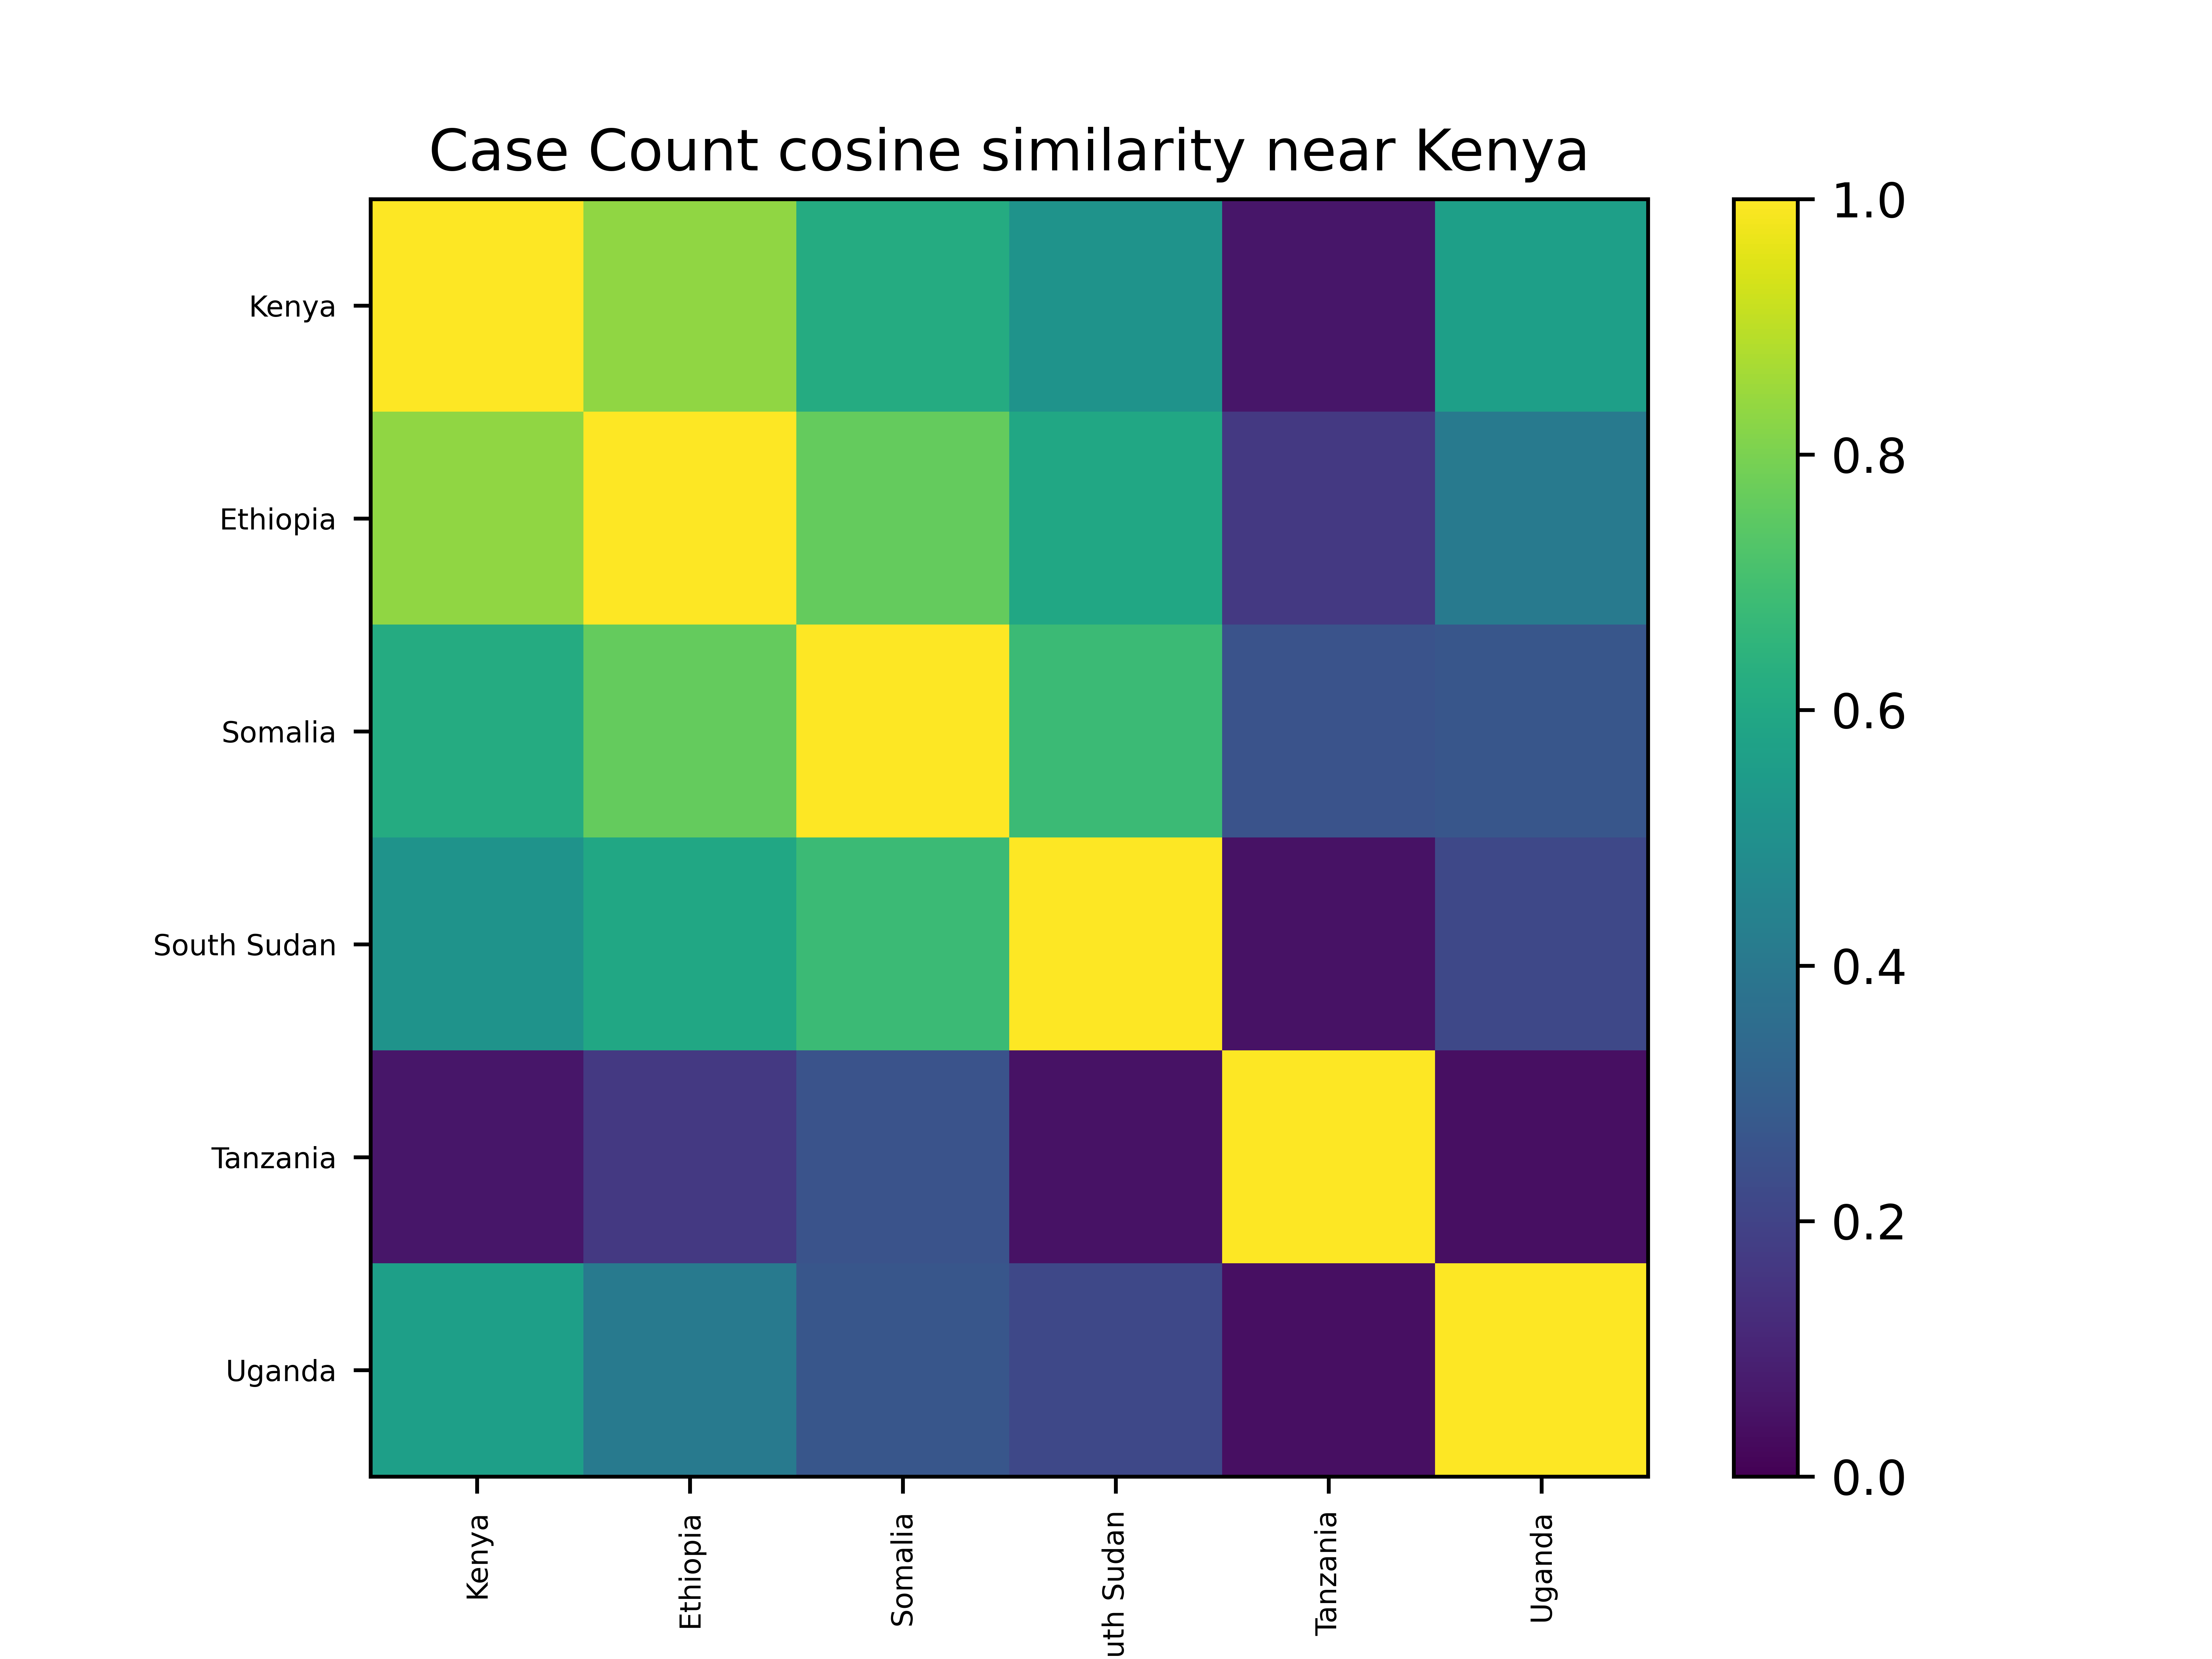 Case Count cosine similarity near Kenya
Kenya
Ethiopia
Somalia
South Sudan
Tanzania
Uganda
Kenya
Ethiopia
Somalia
uth Sudan
Tanzania
Uganda
1.0
0.8
0.6
0.4
0.2
0.0